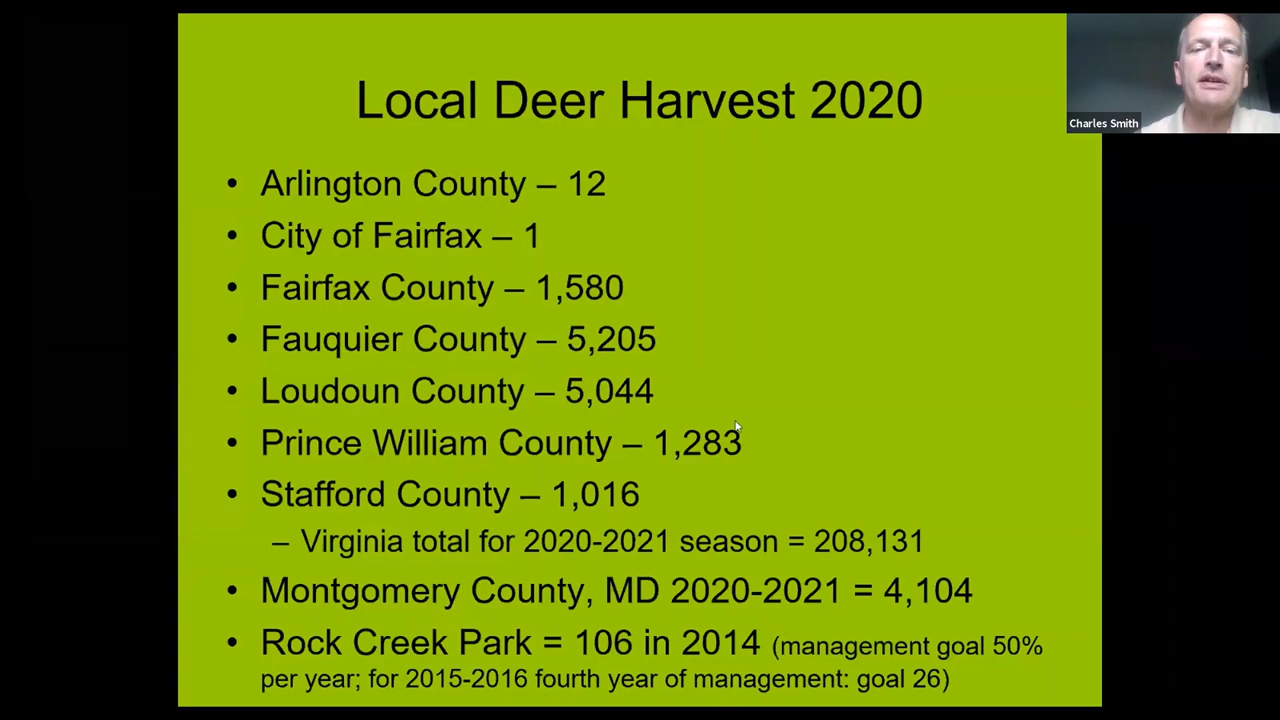 Local Deer Harvest 2020
Charles Smith
• Arlington County – 12
• City of Fairfax – 1
• Fairfax County – 1,580
• Fauquier County – 5,205
• Loudoun County – 5,044
• Prince William County – 1,283
• Stafford County – 1,016
– Virginia total for 2020-2021 season = 208,131
• Montgomery County, MD 2020-2021 = 4,104
• Rock Creek Park = 106 in 2014 (management goal 50%
per year; for 2015-2016 fourth year of management: goal 26)